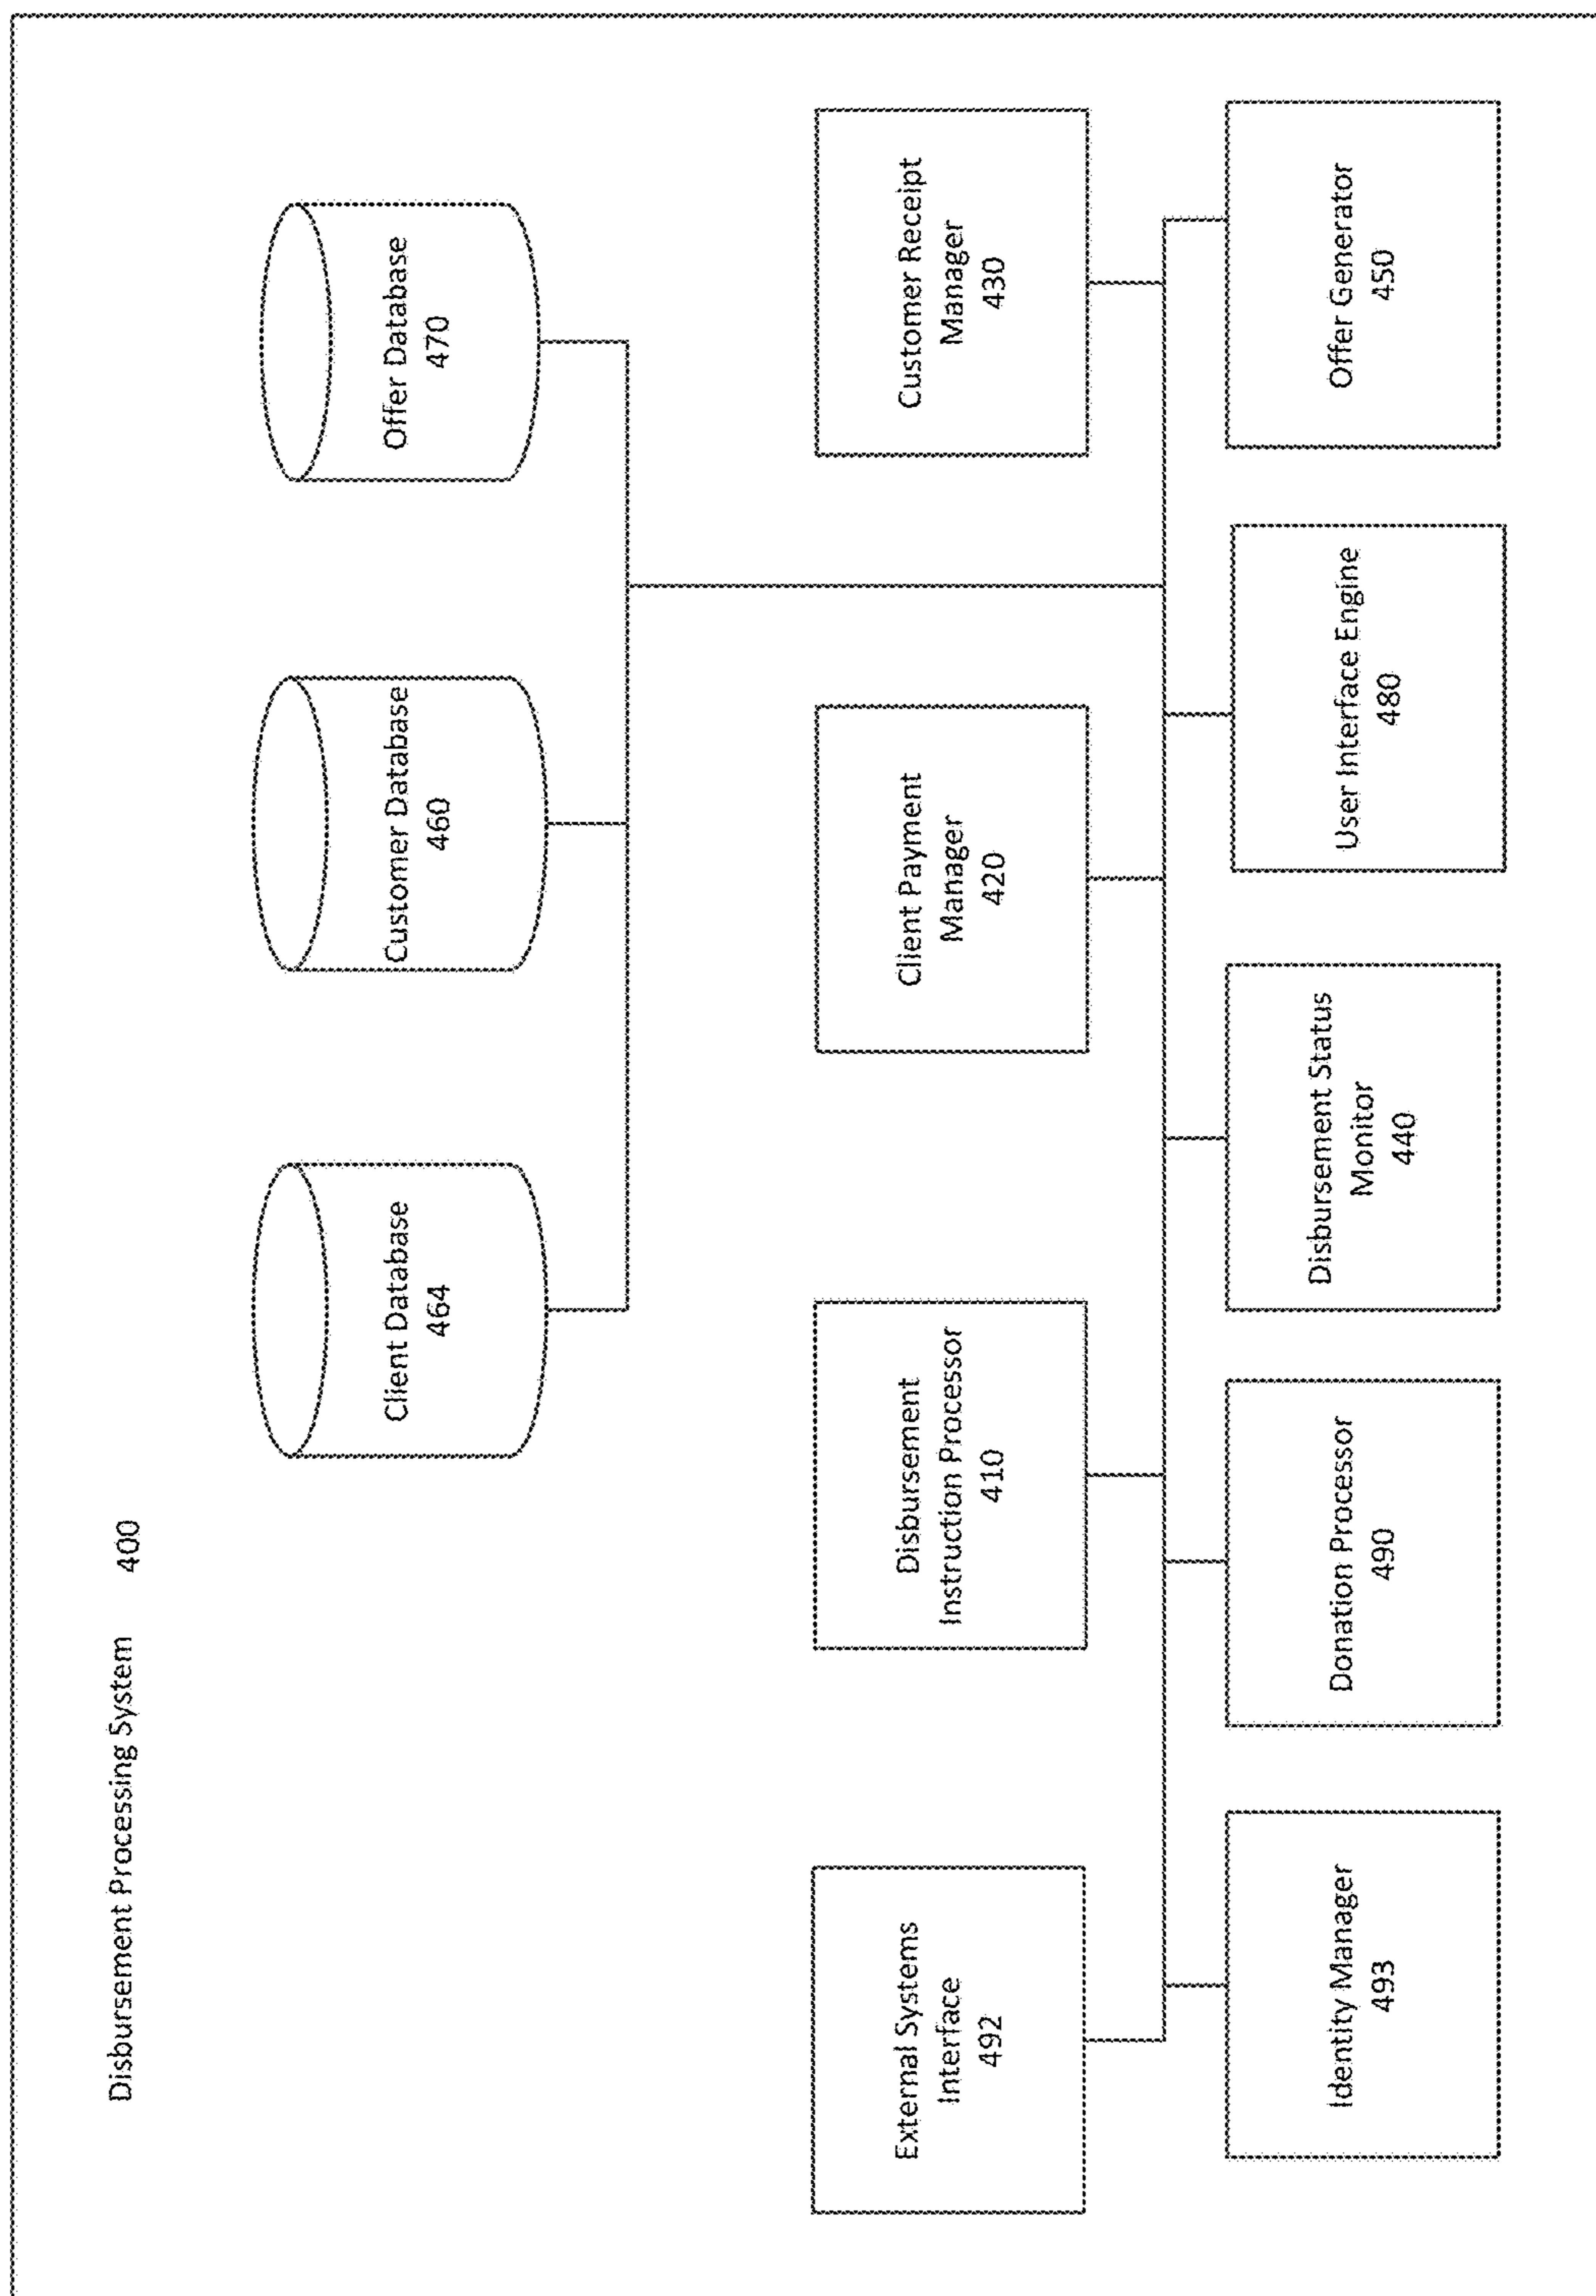 Disbursement Processing System 400
Client Database
464
Customer Database
460
Offer Database
470
External Systems
Interface
492
Disbursement
Instruction Processor
410
Client Payment
Manager
420
Customer Receipt
Manager
430
Identity Manager
493
Donation Processor
490
Disbursement Status
Monitor
440
User Interface Engine
480
Offer Generator
450